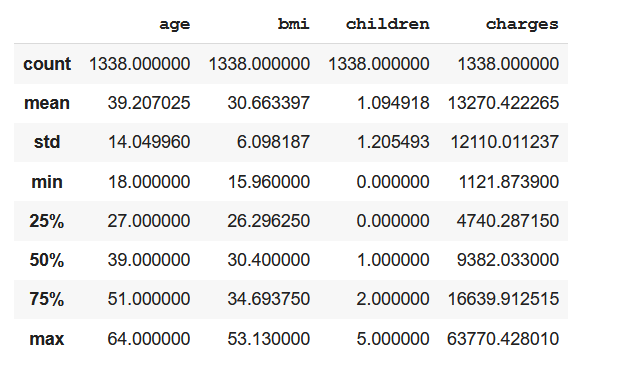 age bmi children charges
count 1338.000000 1338.000000 1338.000000 1338.000000
mean 39.207025 30.663397 1.094918 13270.422265
std 14.049960 6.098187 1.205493 12110.011237
min 18.000000 15.960000 0.000000 1121.873900
25% 27.000000 26.296250 0.000000 4740.287150
50% 39.000000 30.400000 1.000000 9382.033000
75% 51.000000 34.693750 2.000000 16639.912515
max 64.000000 53.130000 5.000000 63770.428010